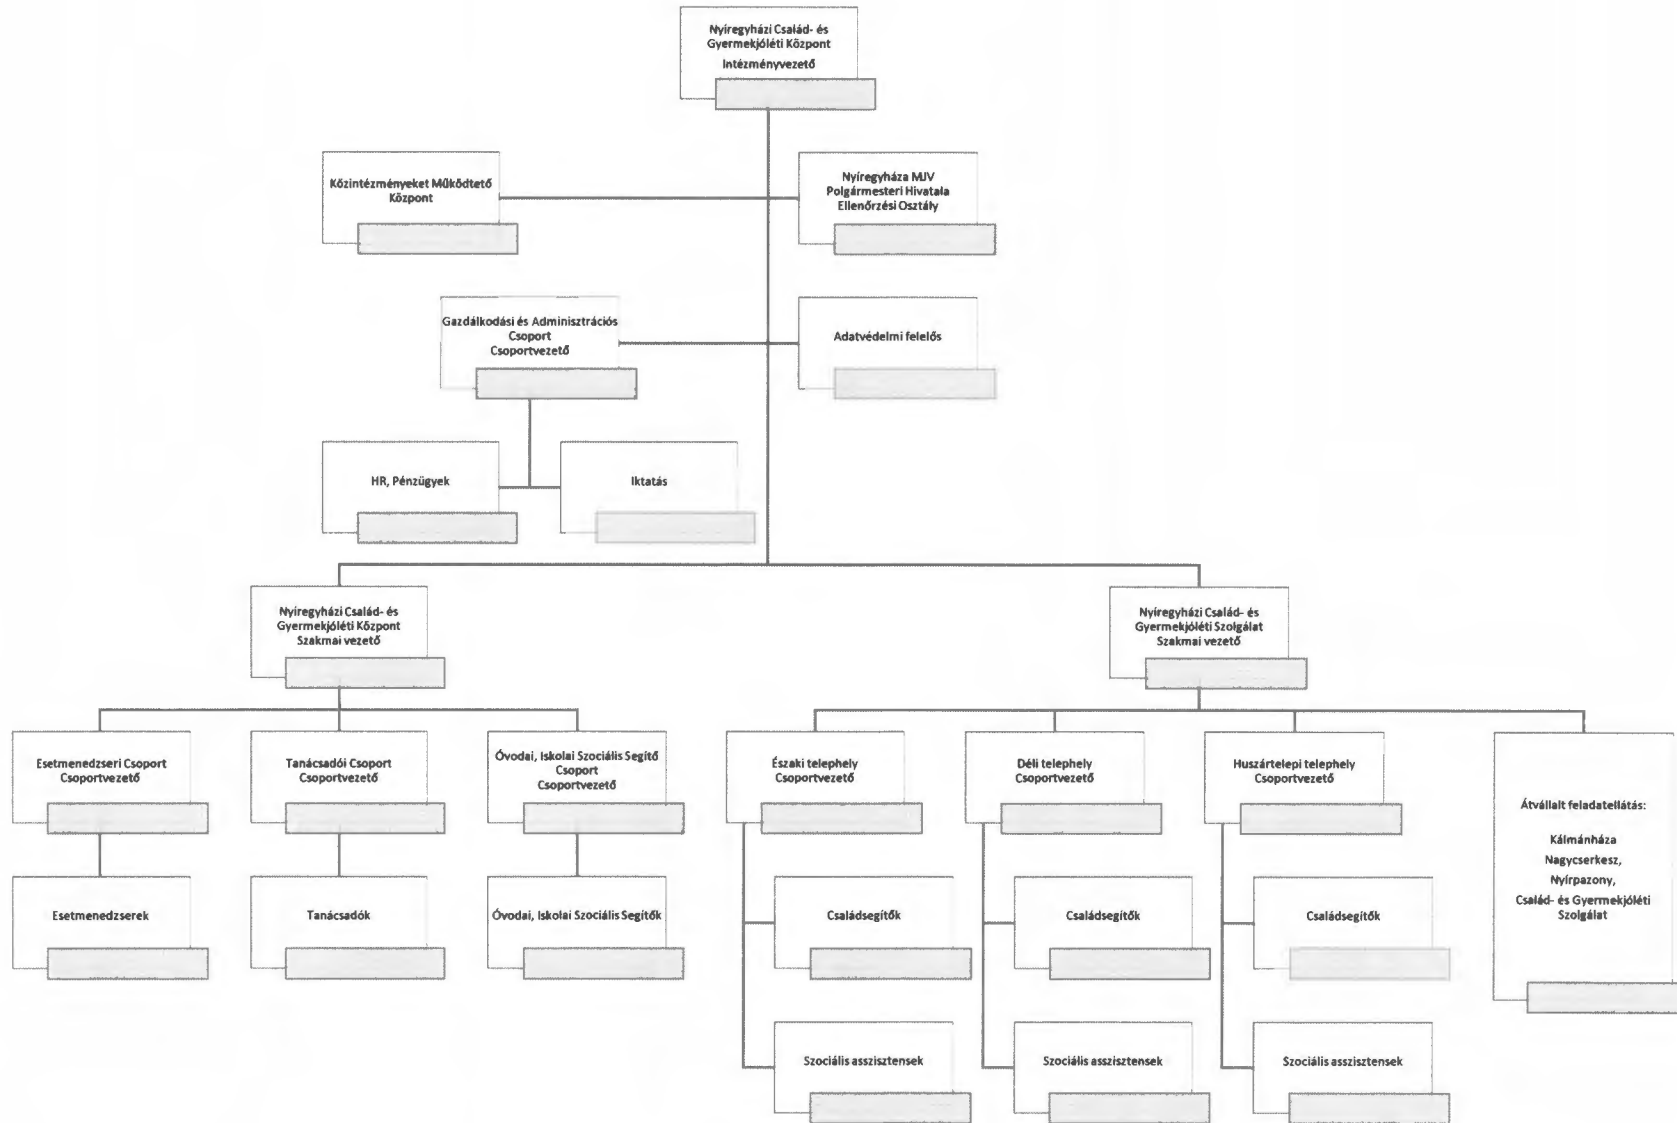 Nyíregyházi Család- és
Gyermekjóléti Központ
Intézményvezető
Közintézményeket Működtető
Központ
Nyíregyháza MJV
Polgármesteri Hivatala
Ellenőrzési Osztály
Gazdálkodási és Adminisztrációs
Csoport
Csoportvezető
Adatvédelmi felelős
HR, Pénzügyek
Iktatás
Nyíregyházi Család- és
Gyermekjóléti Központ
Szakmai vezető
Nyíregyházi Család- és
Gyermekjóléti Szolgálat
Szakmai vezető
Esetmenedzseri Csoport
Csoportvezető
Tanácsadói Csoport
Csoportvezető
Óvodai, Iskolai Szociális Segítő
Csoport
Csoportvezető
Északi telephely
Csoportvezető
Déli telephely
Csoportvezető
Huszártelepi telephely
Csoportvezető
Átvállalt feladatellátás:
Kálmánháza
Nagycserkesz,
Nyírpazony,
Család- és Gyermekjóléti
Szolgálat
Esetmenedzserek
Tanácsadók
Óvodai, Iskolai Szociális Segítők
Családsegítők
Családsegítők
Családsegítők
Szociális asszisztensek
Szociális asszisztensek
Szociális asszisztensek